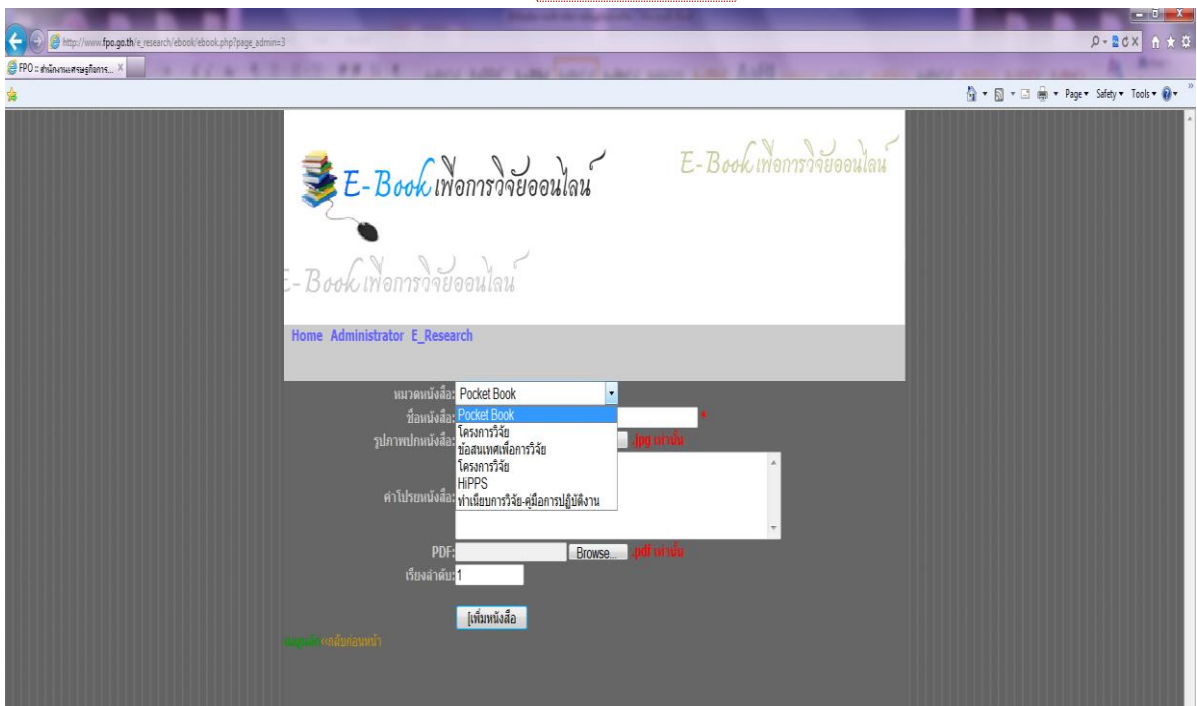 http://www.fpo.go.th/e_research/ebook/ebook.php?page_admin=3
FPO :: สำนักงานเศรษฐกิจการ...
Page Safety Tools
E-Book เพื่อการวิจัยออนไลน์
E-Book เพื่อการวิจัยออนไลน์
E-Book เพื่อการวิจัยออนไลน์
Home Administrator E_Research
หมวดหนังสือ: Pocket Book
ชื่อหนังสือ: *
รูปภาพปกหนังสือ: .jpg เท่านั้น
Pocket Book
โครงการวิจัย
ข้อสนเทศเพื่อการวิจัย
โครงการวิจัย
HiPPS
ทำเนียบการวิจัย-คู่มือการปฏิบัติงาน
คำโปรยหนังสือ:
PDF: Browse... .pdf เท่านั้น
เรียงลำดับ: 1
[เพิ่มหนังสือ
<<กลับก่อนหน้า